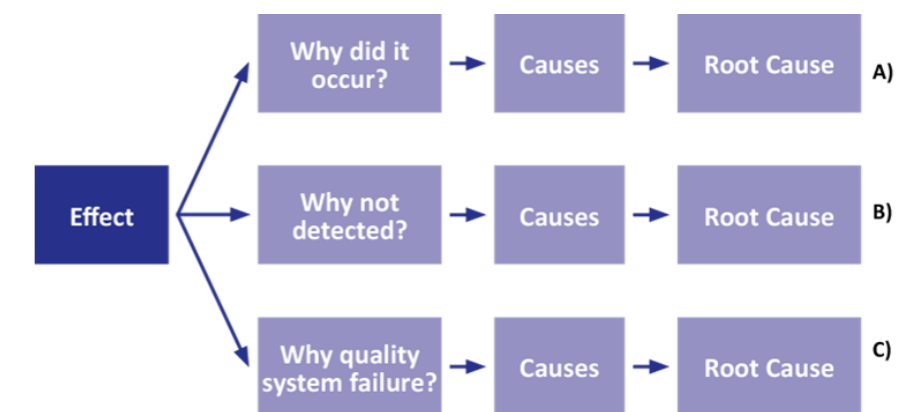 Why did it
occur?
Causes
Root Cause
A)
Effect
Why not
detected?
Causes
Root Cause
B)
Why quality
system failure?
Causes
Root Cause
C)